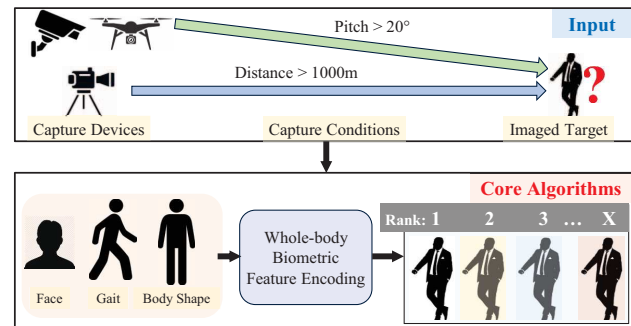 Pitch > 20°
Input
Distance > 1000m
?
Capture Devices
Capture Conditions
Imaged Target
Core Algorithms
Rank: 1 2 3 ... X
Whole-body
Biometric
Feature Encoding
Face
Gait
Body Shape